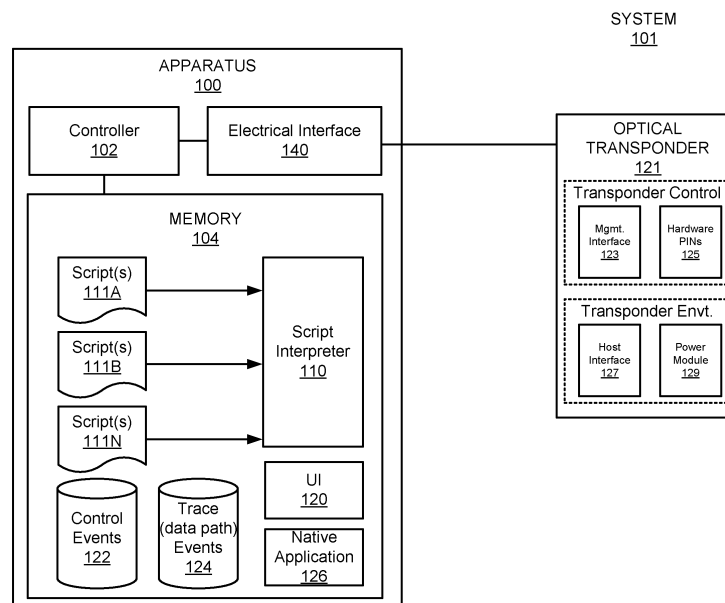 SYSTEM
101
APPARATUS
100
Controller
102
Electrical Interface
140
OPTICAL
TRANSPONDER
121
Transponder Control
Mgmt.
Interface
123
Hardware
PINs
125
Transponder Envt.
Host
Interface
127
Power
Module
129
MEMORY
104
Script(s)
111A
Script(s)
111B
Script(s)
111N
Script
Interpreter
110
Control
Events
122
Trace
(data path)
Events
124
UI
120
Native
Application
126